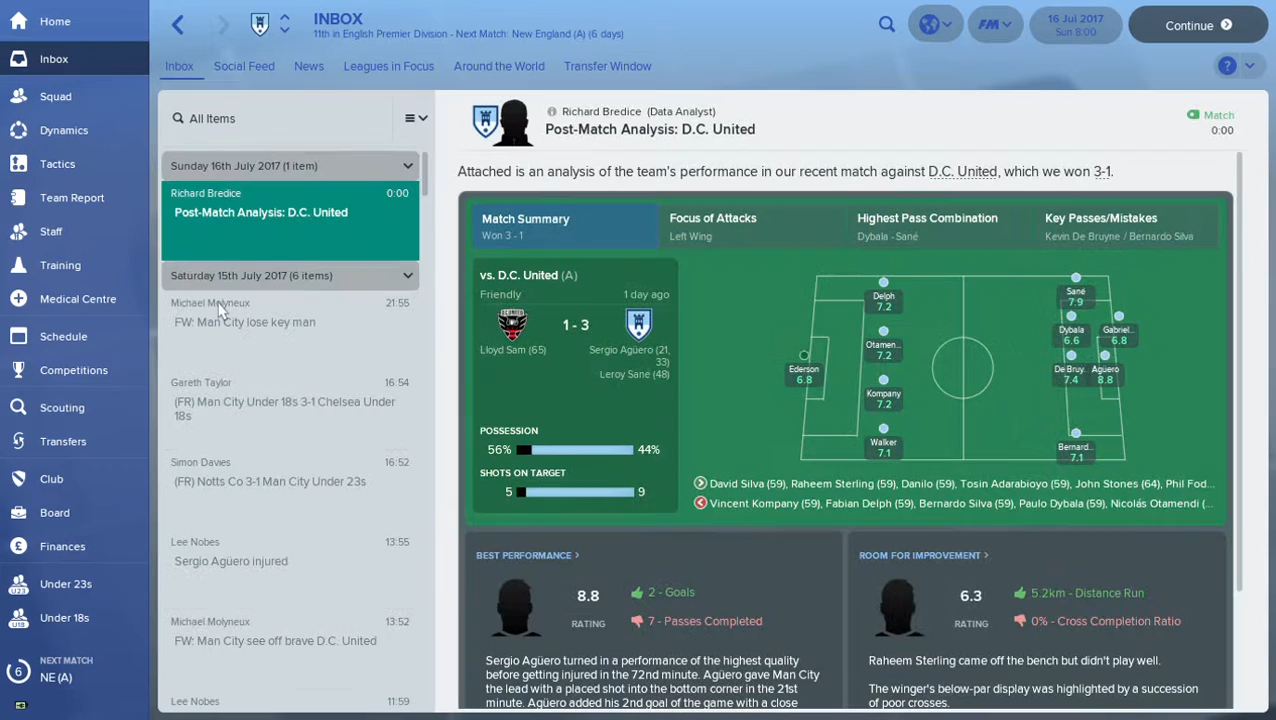 Home
INBOX
11th in English Premier Division - Next Match: New England (A) (6 days)
FM
16 Jul 2017
Sun 8:00
Continue
Inbox
Squad
Dynamics
Tactics
Team Report
Staff
Training
Medical Centre
Schedule
Competitions
Scouting
Transfers
Club
Board
Finances
U23
Under 23s
U18
Under 18s
6
NEXT MATCH
NE (A)
Inbox
Social Feed
News
Leagues in Focus
Around the World
Transfer Window
?
All Items
Sunday 16th July 2017 (1 item)
Richard Bredice
0:00
Post-Match Analysis: D.C. United
Saturday 15th July 2017 (6 items)
Michael Molyneux
21:55
FW: Man City lose key man
Gareth Taylor
16:54
(FR) Man City Under 18s 3-1 Chelsea Under
18s
Simon Davies
16:52
(FR) Notts Co 3-1 Man City Under 23s
Lee Nobes
13:55
Sergio Agüero injured
Michael Molyneux
13:52
FW: Man City see off brave D.C. United
Lee Nobes
11:59
Richard Bredice (Data Analyst)
Post-Match Analysis: D.C. United
Match
0:00
Attached is an analysis of the team's performance in our recent match against D.C. United, which we won 3-1.
Match Summary
Won 3 - 1
Focus of Attacks
Left Wing
Highest Pass Combination
Dybala - Sané
Key Passes/Mistakes
Kevin De Bruyne / Bernardo Silva
vs. D.C. United (A)
Friendly
1 day ago
1 - 3
Lloyd Sam (65)
Sergio Agüero (21,
33)
Leroy Sané (48)
POSSESSION
56%
44%
SHOTS ON TARGET
5
9
Delph
7.2
Otamen...
7.2
Ederson
6.8
Kompany
7.2
Walker
7.1
Sané
7.9
Dybala
6.6
Gabriel...
6.8
De Bruy...
7.4
Agüero
8.8
Bernard...
7.1
David Silva (59), Raheem Sterling (59), Danilo (59), Tosin Adarabioyo (59), John Stones (64), Phil Fod...
Vincent Kompany (59), Fabian Delph (59), Bernardo Silva (59), Paulo Dybala (59), Nicolás Otamendi (...
BEST PERFORMANCE >
8.8
RATING
2 - Goals
7 - Passes Completed
Sergio Agüero turned in a performance of the highest quality
before getting injured in the 72nd minute. Agüero gave Man City
the lead with a placed shot into the bottom corner in the 21st
minute. Agüero added his 2nd goal of the game with a close
ROOM FOR IMPROVEMENT >
6.3
RATING
5.2km - Distance Run
0% - Cross Completion Ratio
Raheem Sterling came off the bench but didn't play well.
The winger's below-par display was highlighted by a succession
of poor crosses.